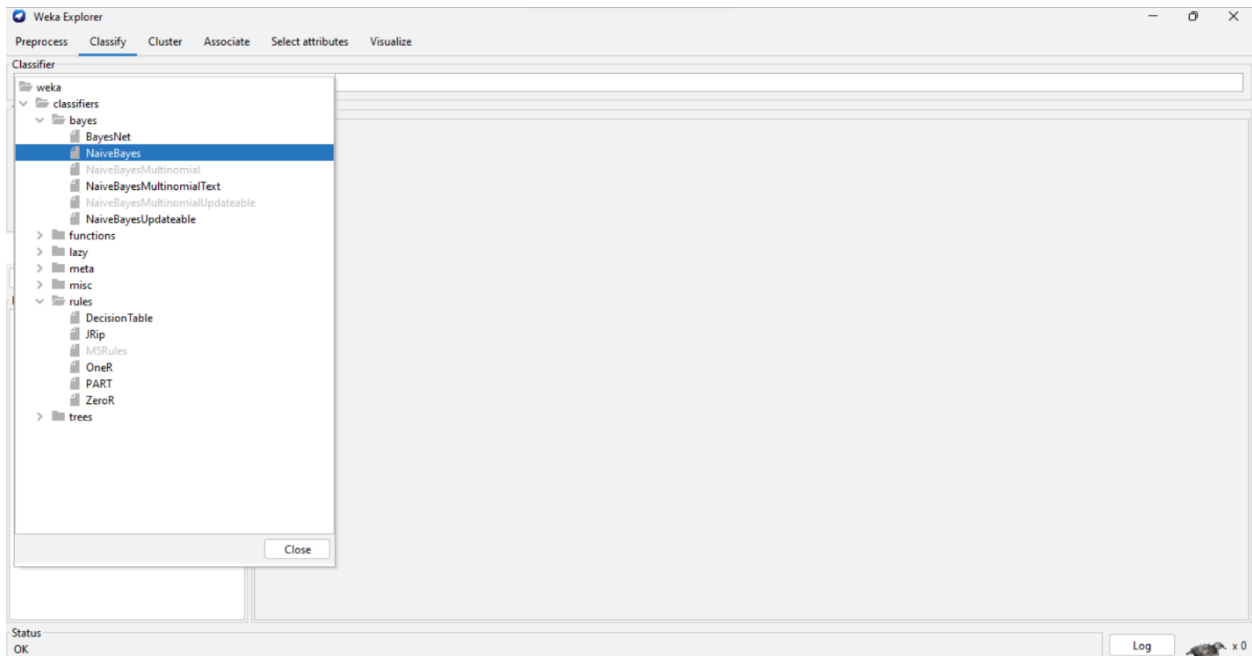 Weka Explorer
Preprocess Classify Cluster Associate Select attributes Visualize
Classifier
weka
classifiers
bayes
BayesNet
NaiveBayes
NaiveBayesMultinomial
NaiveBayesMultinomialText
NaiveBayesMultinomialUpdateable
NaiveBayesUpdateable
functions
lazy
meta
misc
rules
DecisionTable
JRip
M5Rules
OneR
PART
ZeroR
trees
Close
Status
OK
Log x 0